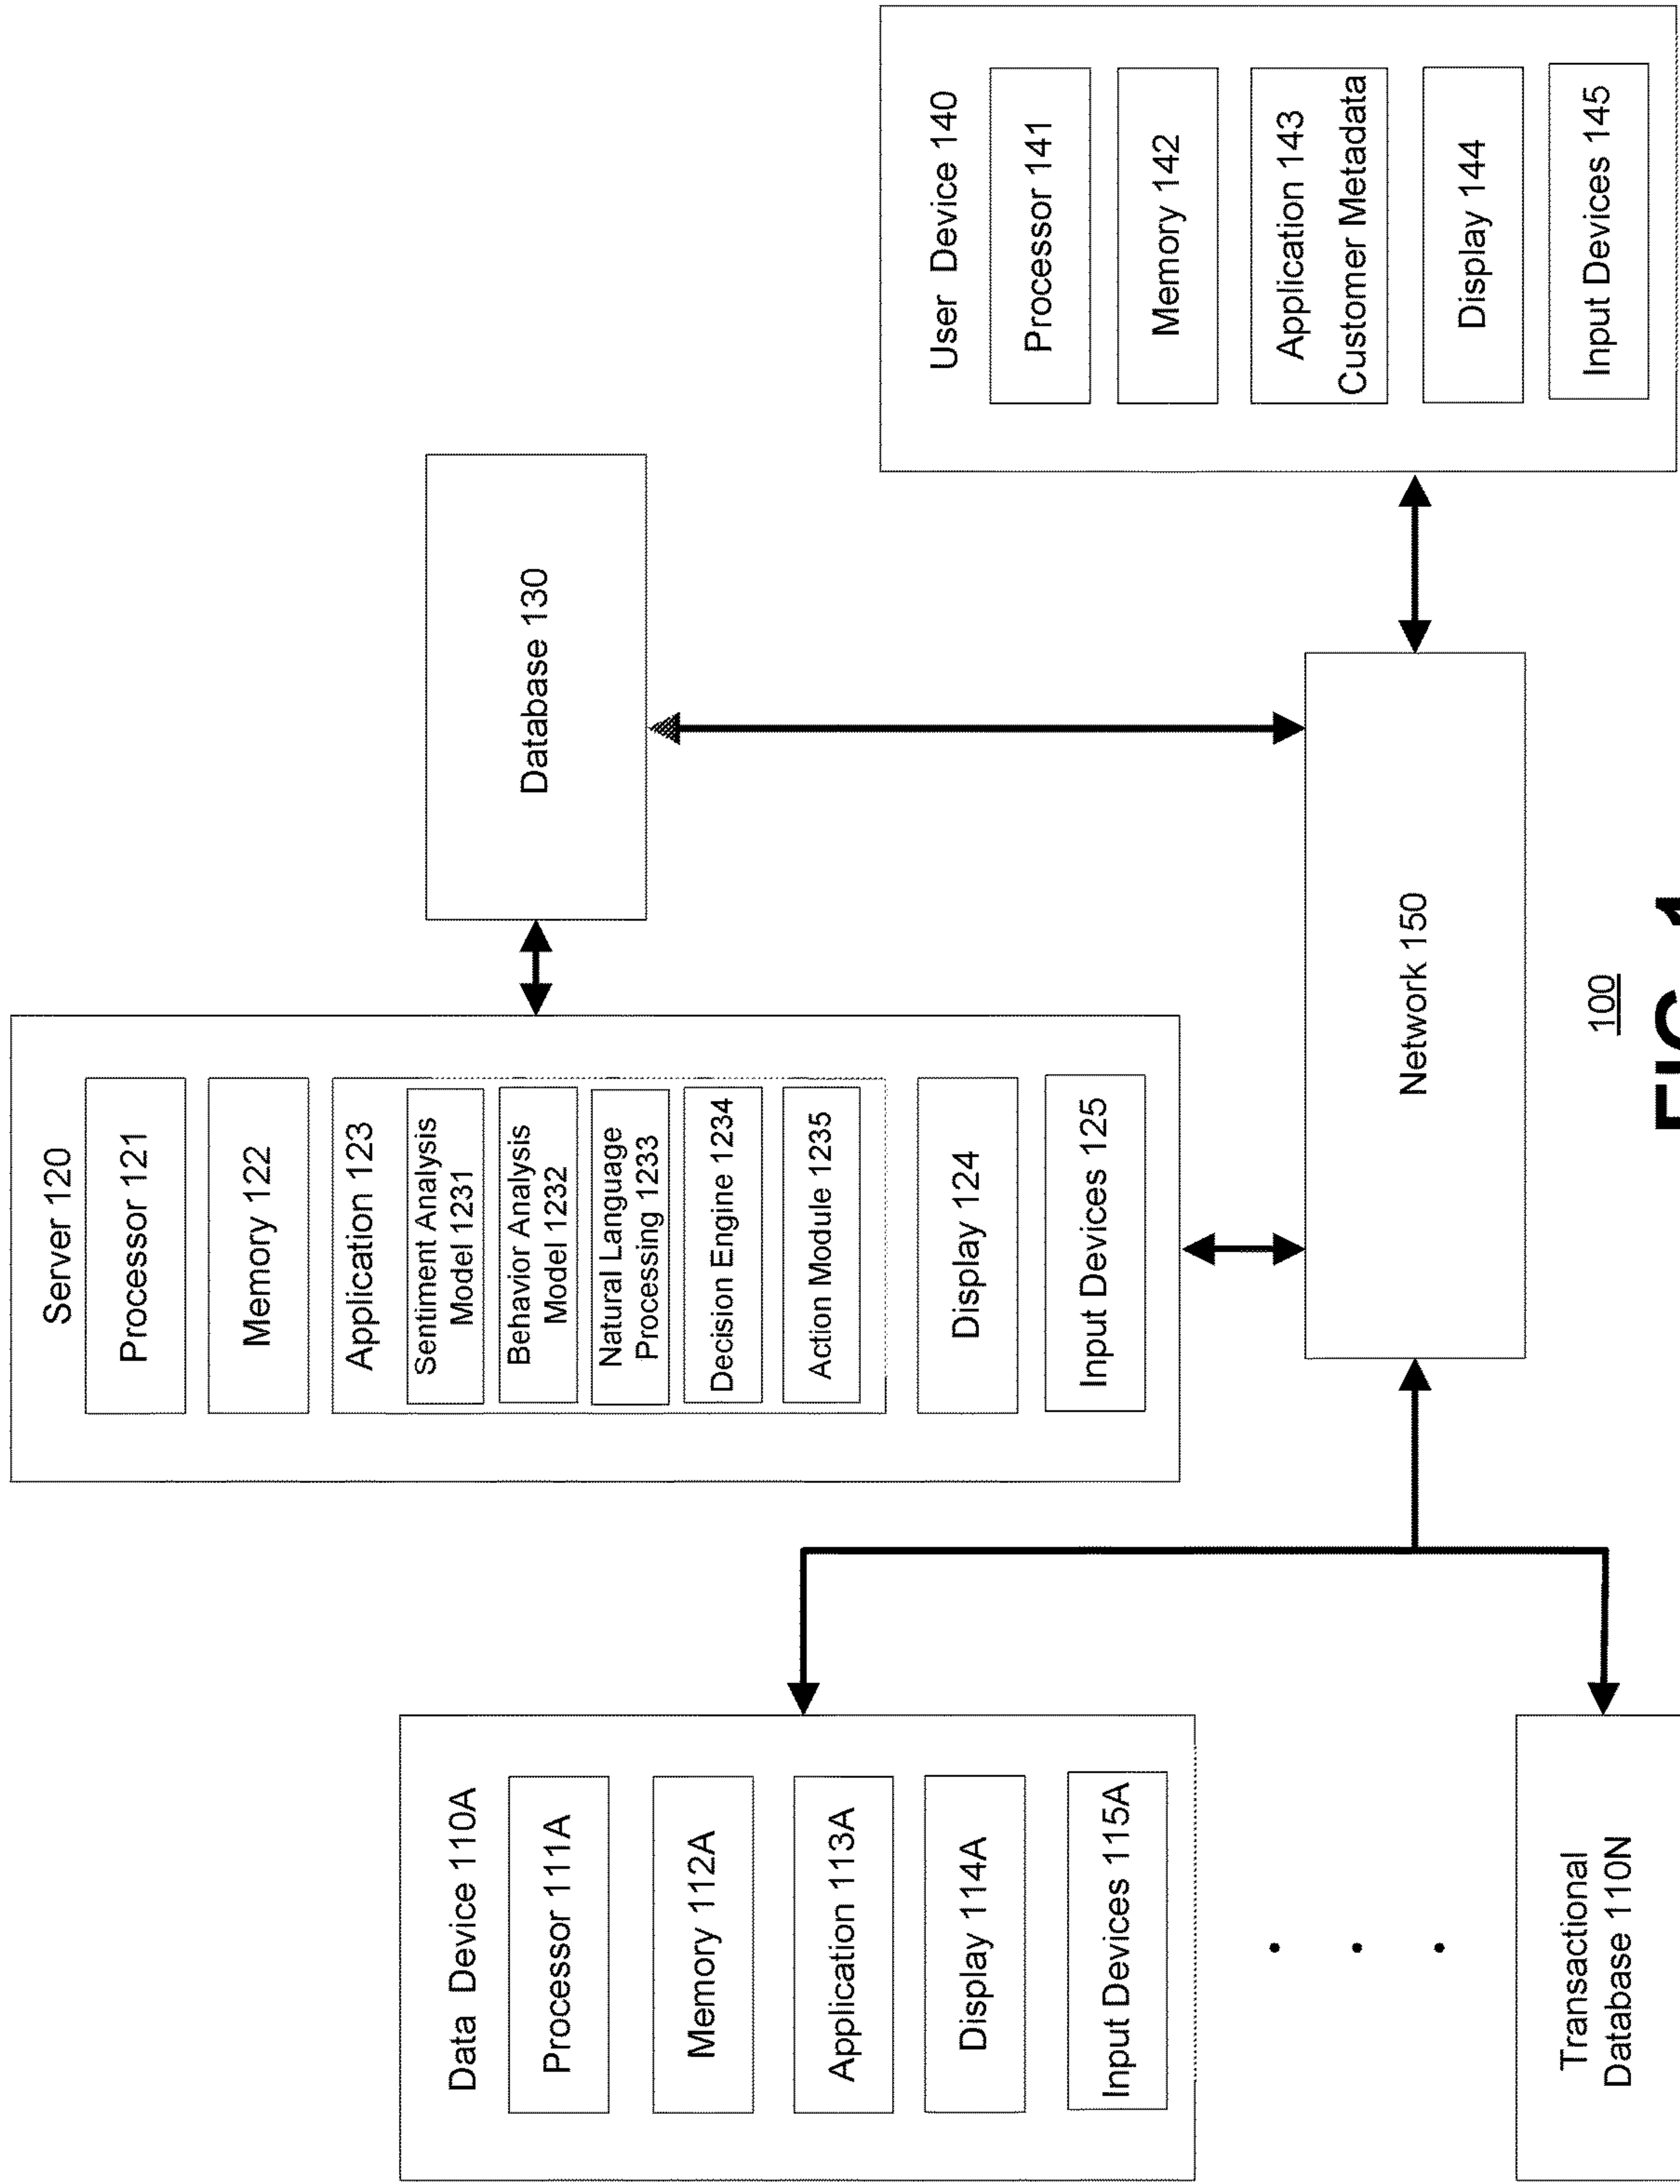 Server 120
Processor 121
Memory 122
Application 123
Sentiment Analysis
Model 1231
Behavior Analysis
Model 1232
Natural Language
Processing 1233
Decision Engine 1234
Action Module 1235
Display 124
Input Devices 125
Data Device 110A
Processor 111A
Memory 112A
Application 113A
Display 114A
Input Devices 115A
Transactional
Database 110N
Database 130
User Device 140
Processor 141
Memory 142
Application 143
Customer Metadata
Display 144
Input Devices 145
Network 150
100